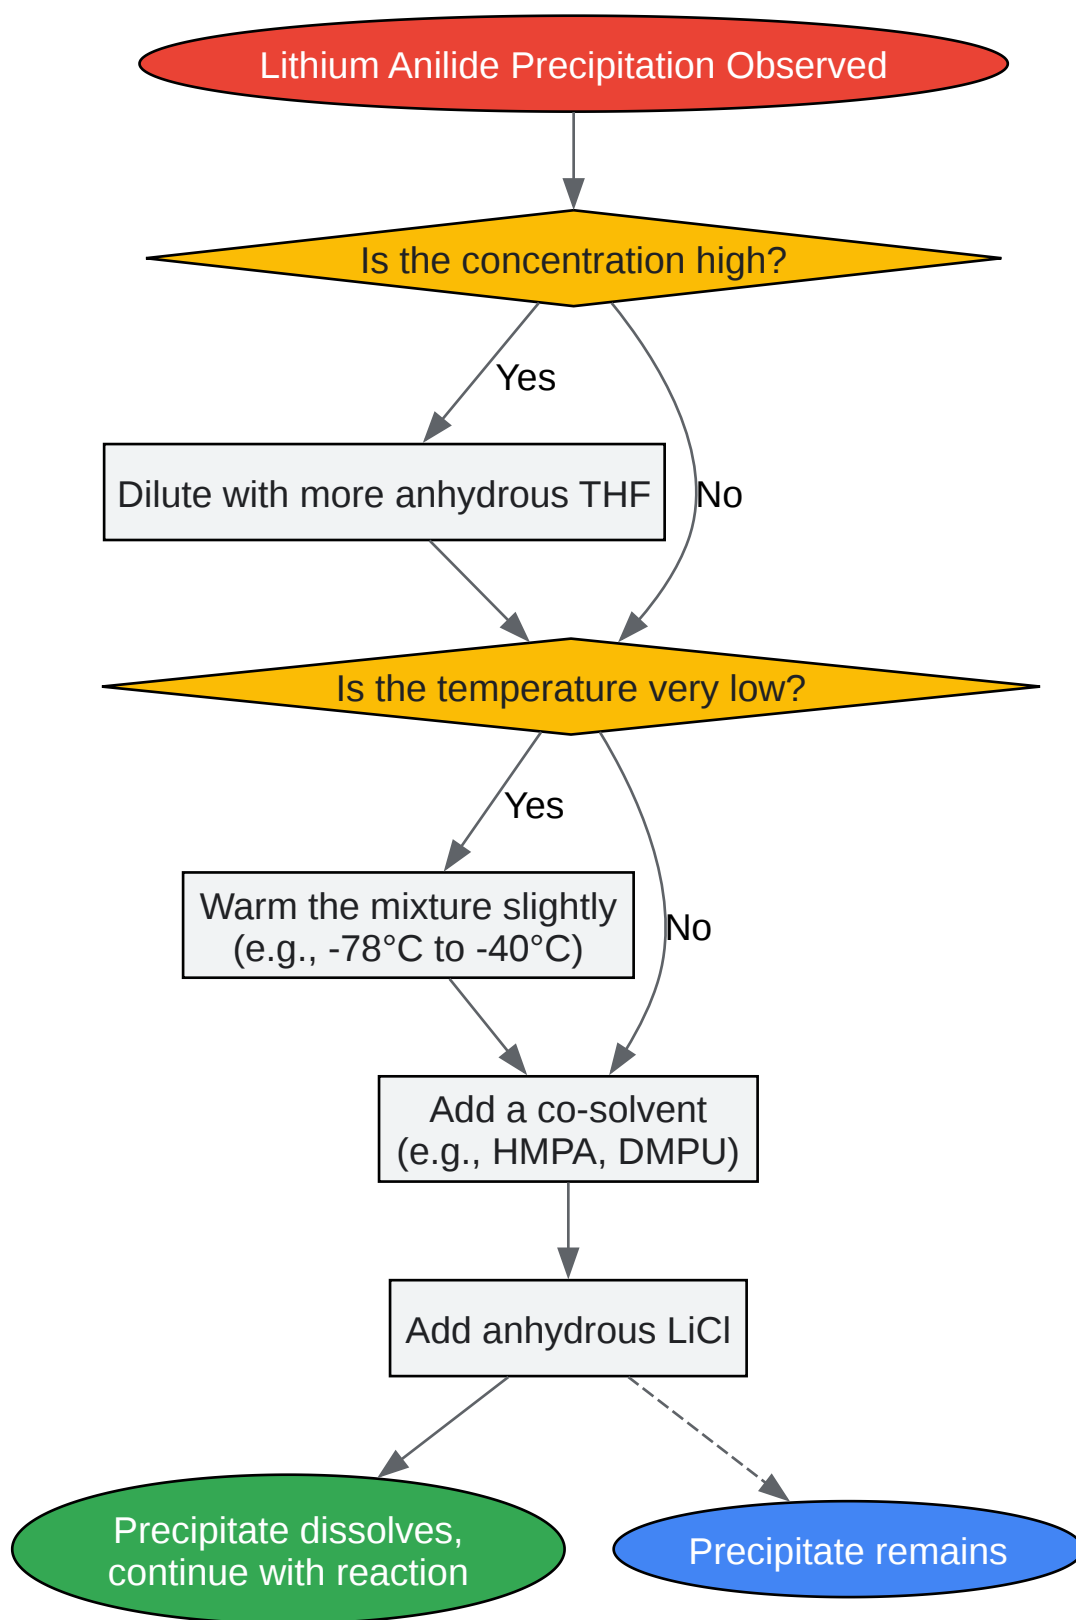 Lithium Anilide Precipitation Observed
Is the concentration high?
Yes
Dilute with more anhydrous THF
No
Is the temperature very low?
Yes
Warm the mixture slightly
(e.g., -78°C to -40°C)
No
Add a co-solvent
(e.g., HMPA, DMPU)
Add anhydrous LiCl
Precipitate dissolves,
continue with reaction
Precipitate remains